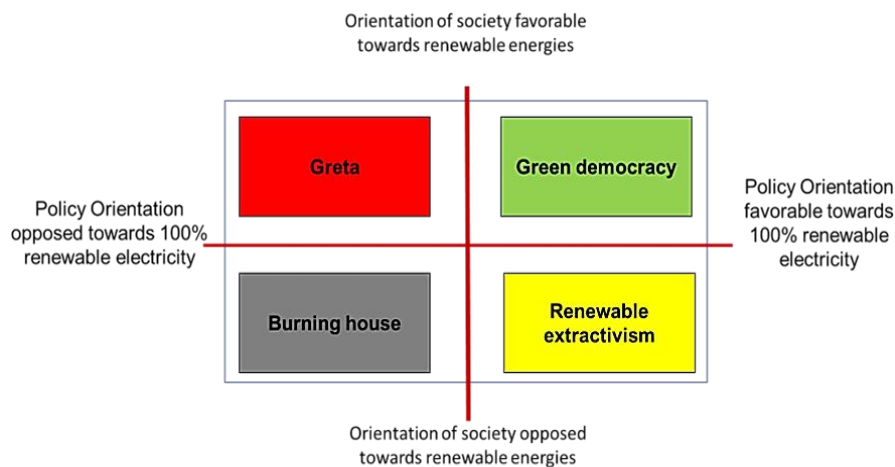 Orientation of society favorable
towards renewable energies
Greta
Green democracy
Policy Orientation
opposed towards 100%
renewable electricity
Policy Orientation
favorable towards
100% renewable
electricity
Burning house
Renewable
extractivism
Orientation of society opposed
towards renewable energies